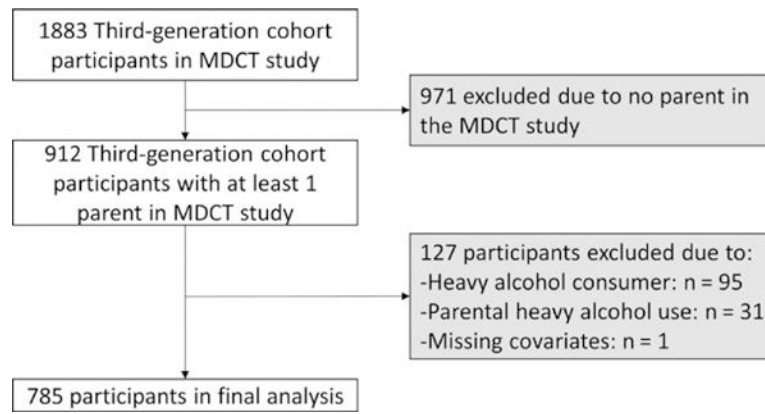 1883 Third-generation cohort
participants in MDCT study
971 excluded due to no parent in
the MDCT study
912 Third-generation cohort
participants with at least 1
parent in MDCT study
127 participants excluded due to:
-Heavy alcohol consumer: n = 95
-Parental heavy alcohol use: n = 31
-Missing covariates: n = 1
785 participants in final analysis